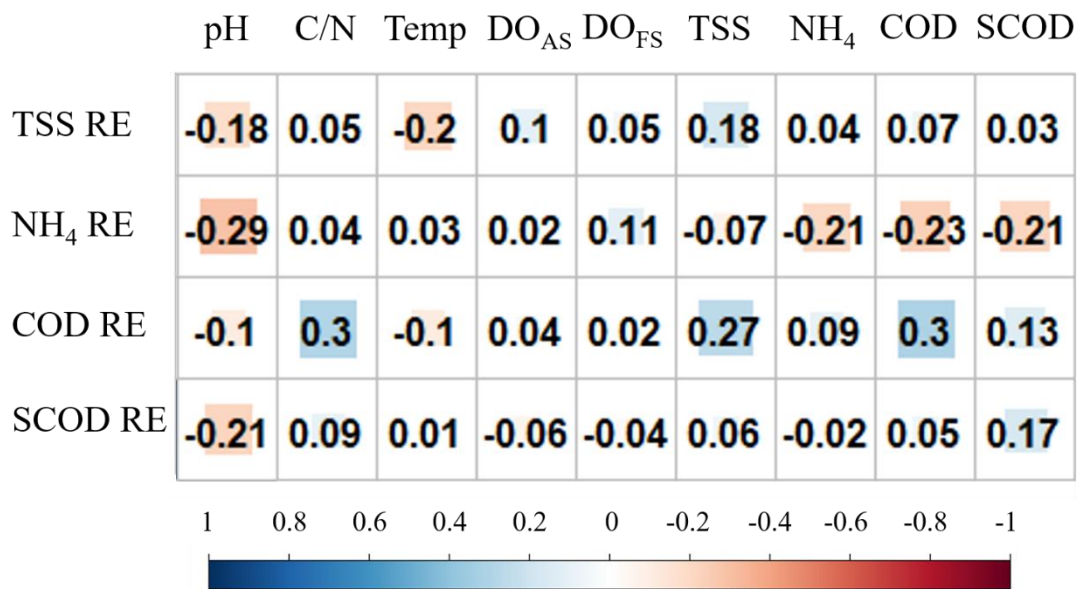 pH C/N Temp DO_AS DO_FS TSS NH₄ COD SCOD
TSS RE -0.18 0.05 -0.2 0.1 0.05 0.18 0.04 0.07 0.03
NH₄ RE -0.29 0.04 0.03 0.02 0.11 -0.07 -0.21 -0.23 -0.21
COD RE -0.1 0.3 -0.1 0.04 0.02 0.27 0.09 0.3 0.13
SCOD RE -0.21 0.09 0.01 -0.06 -0.04 0.06 -0.02 0.05 0.17
1 0.8 0.6 0.4 0.2 0 -0.2 -0.4 -0.6 -0.8 -1